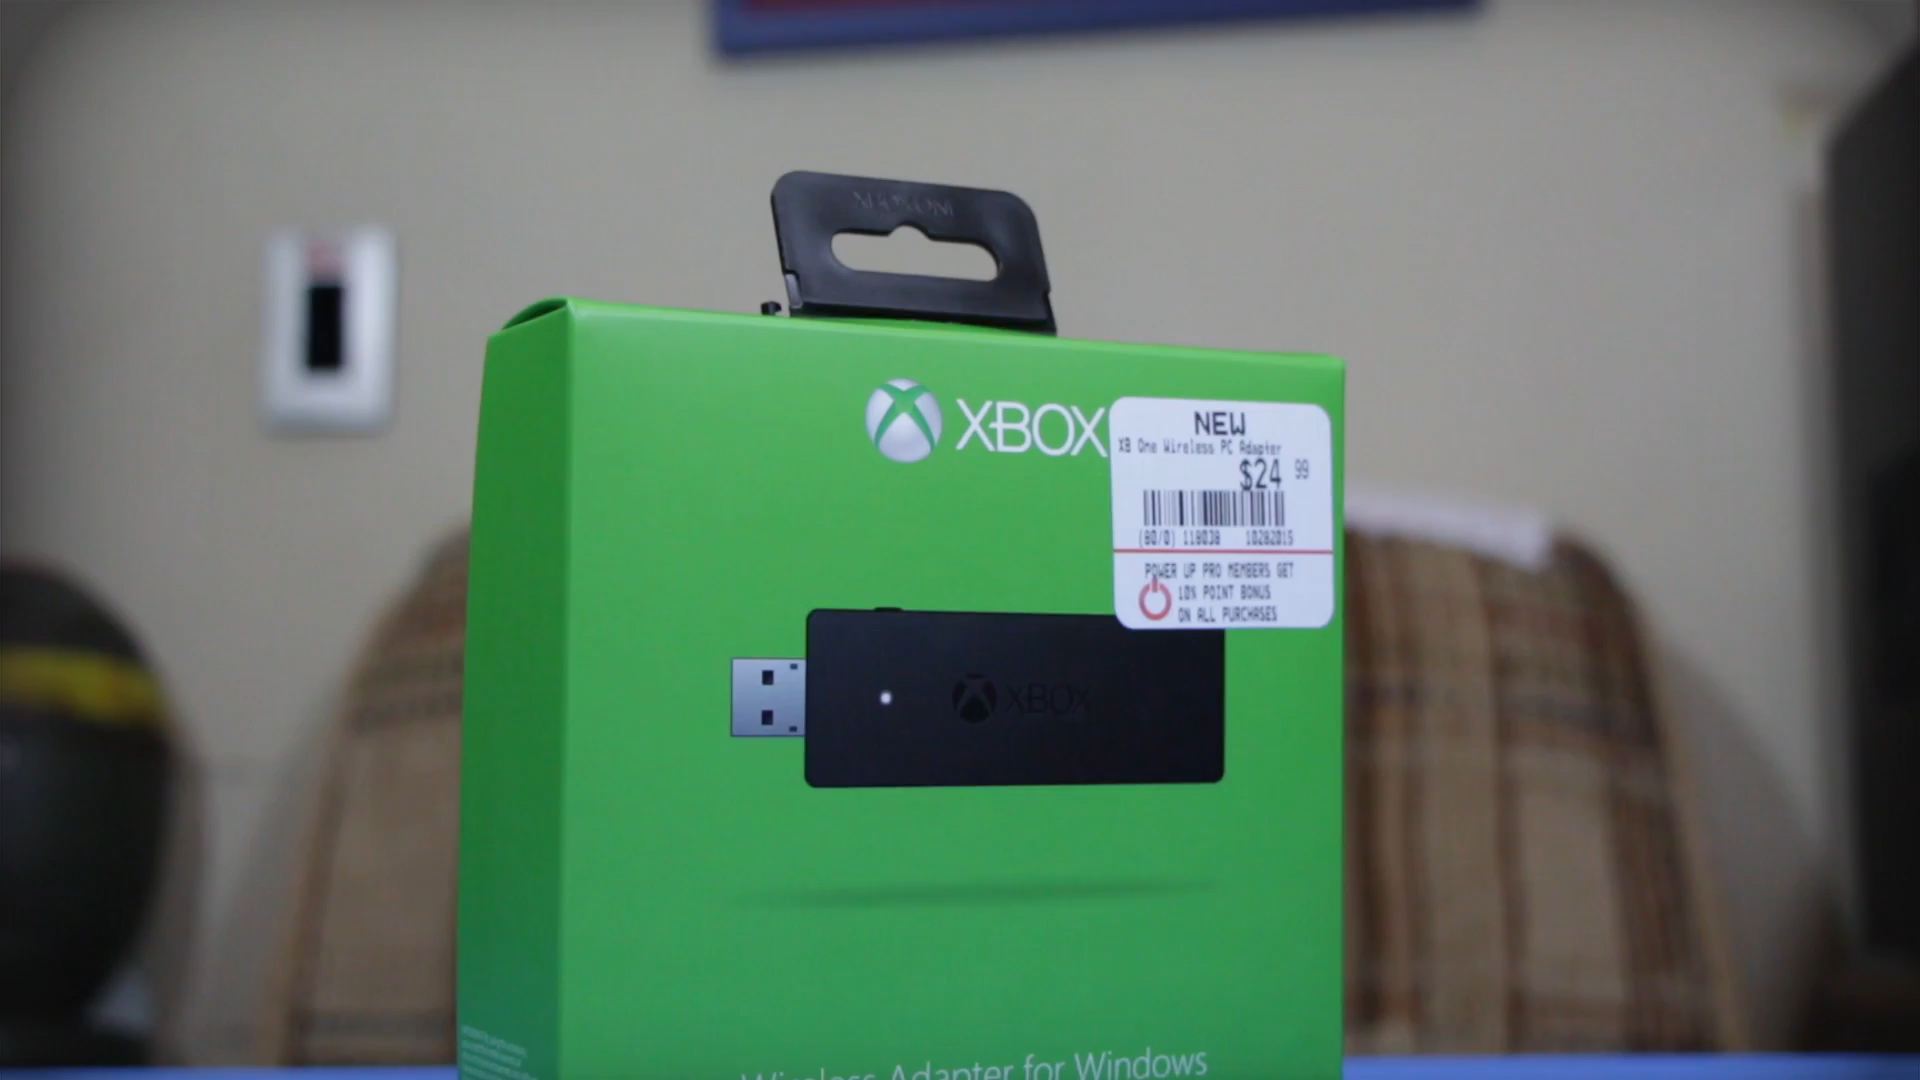 XBOX
NEW
XB One Wireless PC Adapter
$24 99
(80/0) 118038 10282015
POWER UP PRO MEMBERS GET
10% POINT BONUS
ON ALL PURCHASES
XBOX
Wireless Adapter for Windows